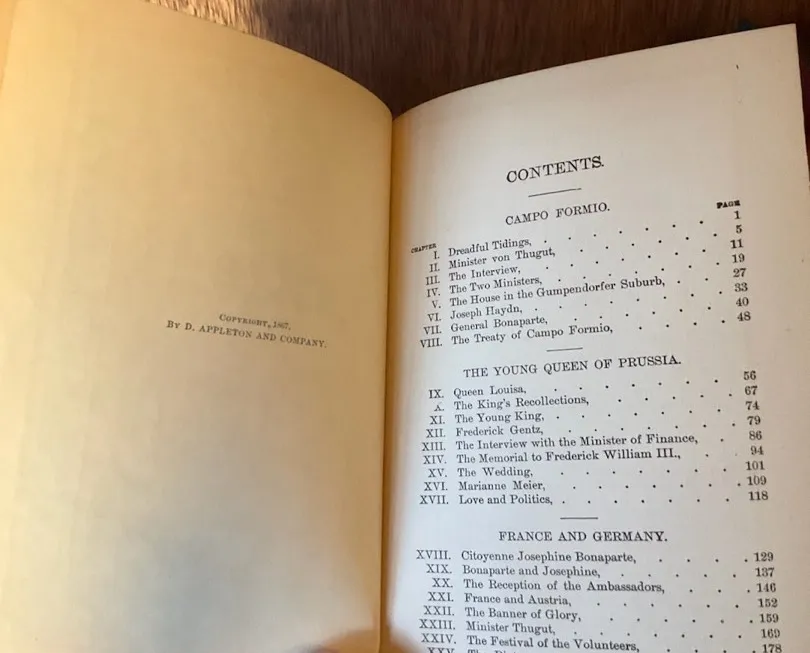 COPYRIGHT, 1867,
BY D. APPLETON AND COMPANY.
CONTENTS.
CAMPO FORMIO.
CHAPTER PAGE
I. Dreadful Tidings, 1
II. Minister von Thugut, 5
III. The Interview, 11
IV. The Two Ministers, 19
V. The House in the Gumpendorfer Suburb, 27
VI. Joseph Haydn, 33
VII. General Bonaparte, 40
VIII. The Treaty of Campo Formio, 48
THE YOUNG QUEEN OF PRUSSIA.
IX. Queen Louisa, 56
X. The King's Recollections, 67
XI. The Young King, 74
XII. Frederick Gentz, 79
XIII. The Interview with the Minister of Finance, 86
XIV. The Memorial to Frederick William III., 94
XV. The Wedding, 101
XVI. Marianne Meier, 109
XVII. Love and Politics, 118
FRANCE AND GERMANY.
XVIII. Citoyenne Josephine Bonaparte, 129
XIX. Bonaparte and Josephine, 137
XX. The Reception of the Ambassadors, 146
XXI. France and Austria, 152
XXII. The Banner of Glory, 159
XXIII. Minister Thugut, 169
XXIV. The Festival of the Volunteers, 178
XXV. The